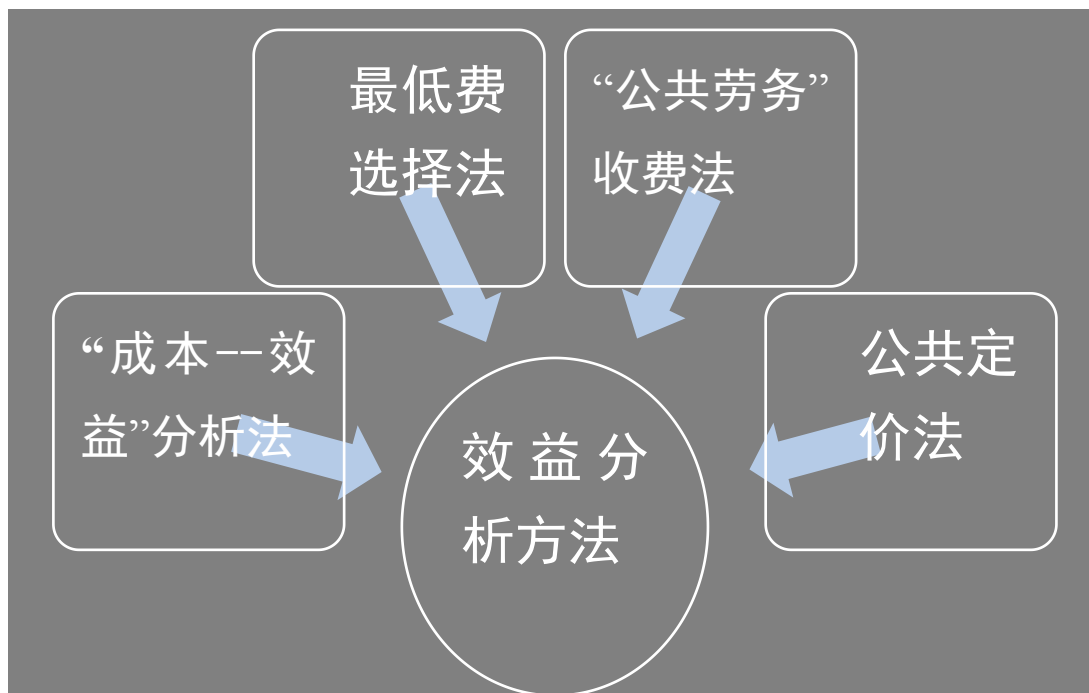 最低费
选择法
“公共劳务”
收费法
“成本--效
益”分析法
公共定
价法
效益分
析方法